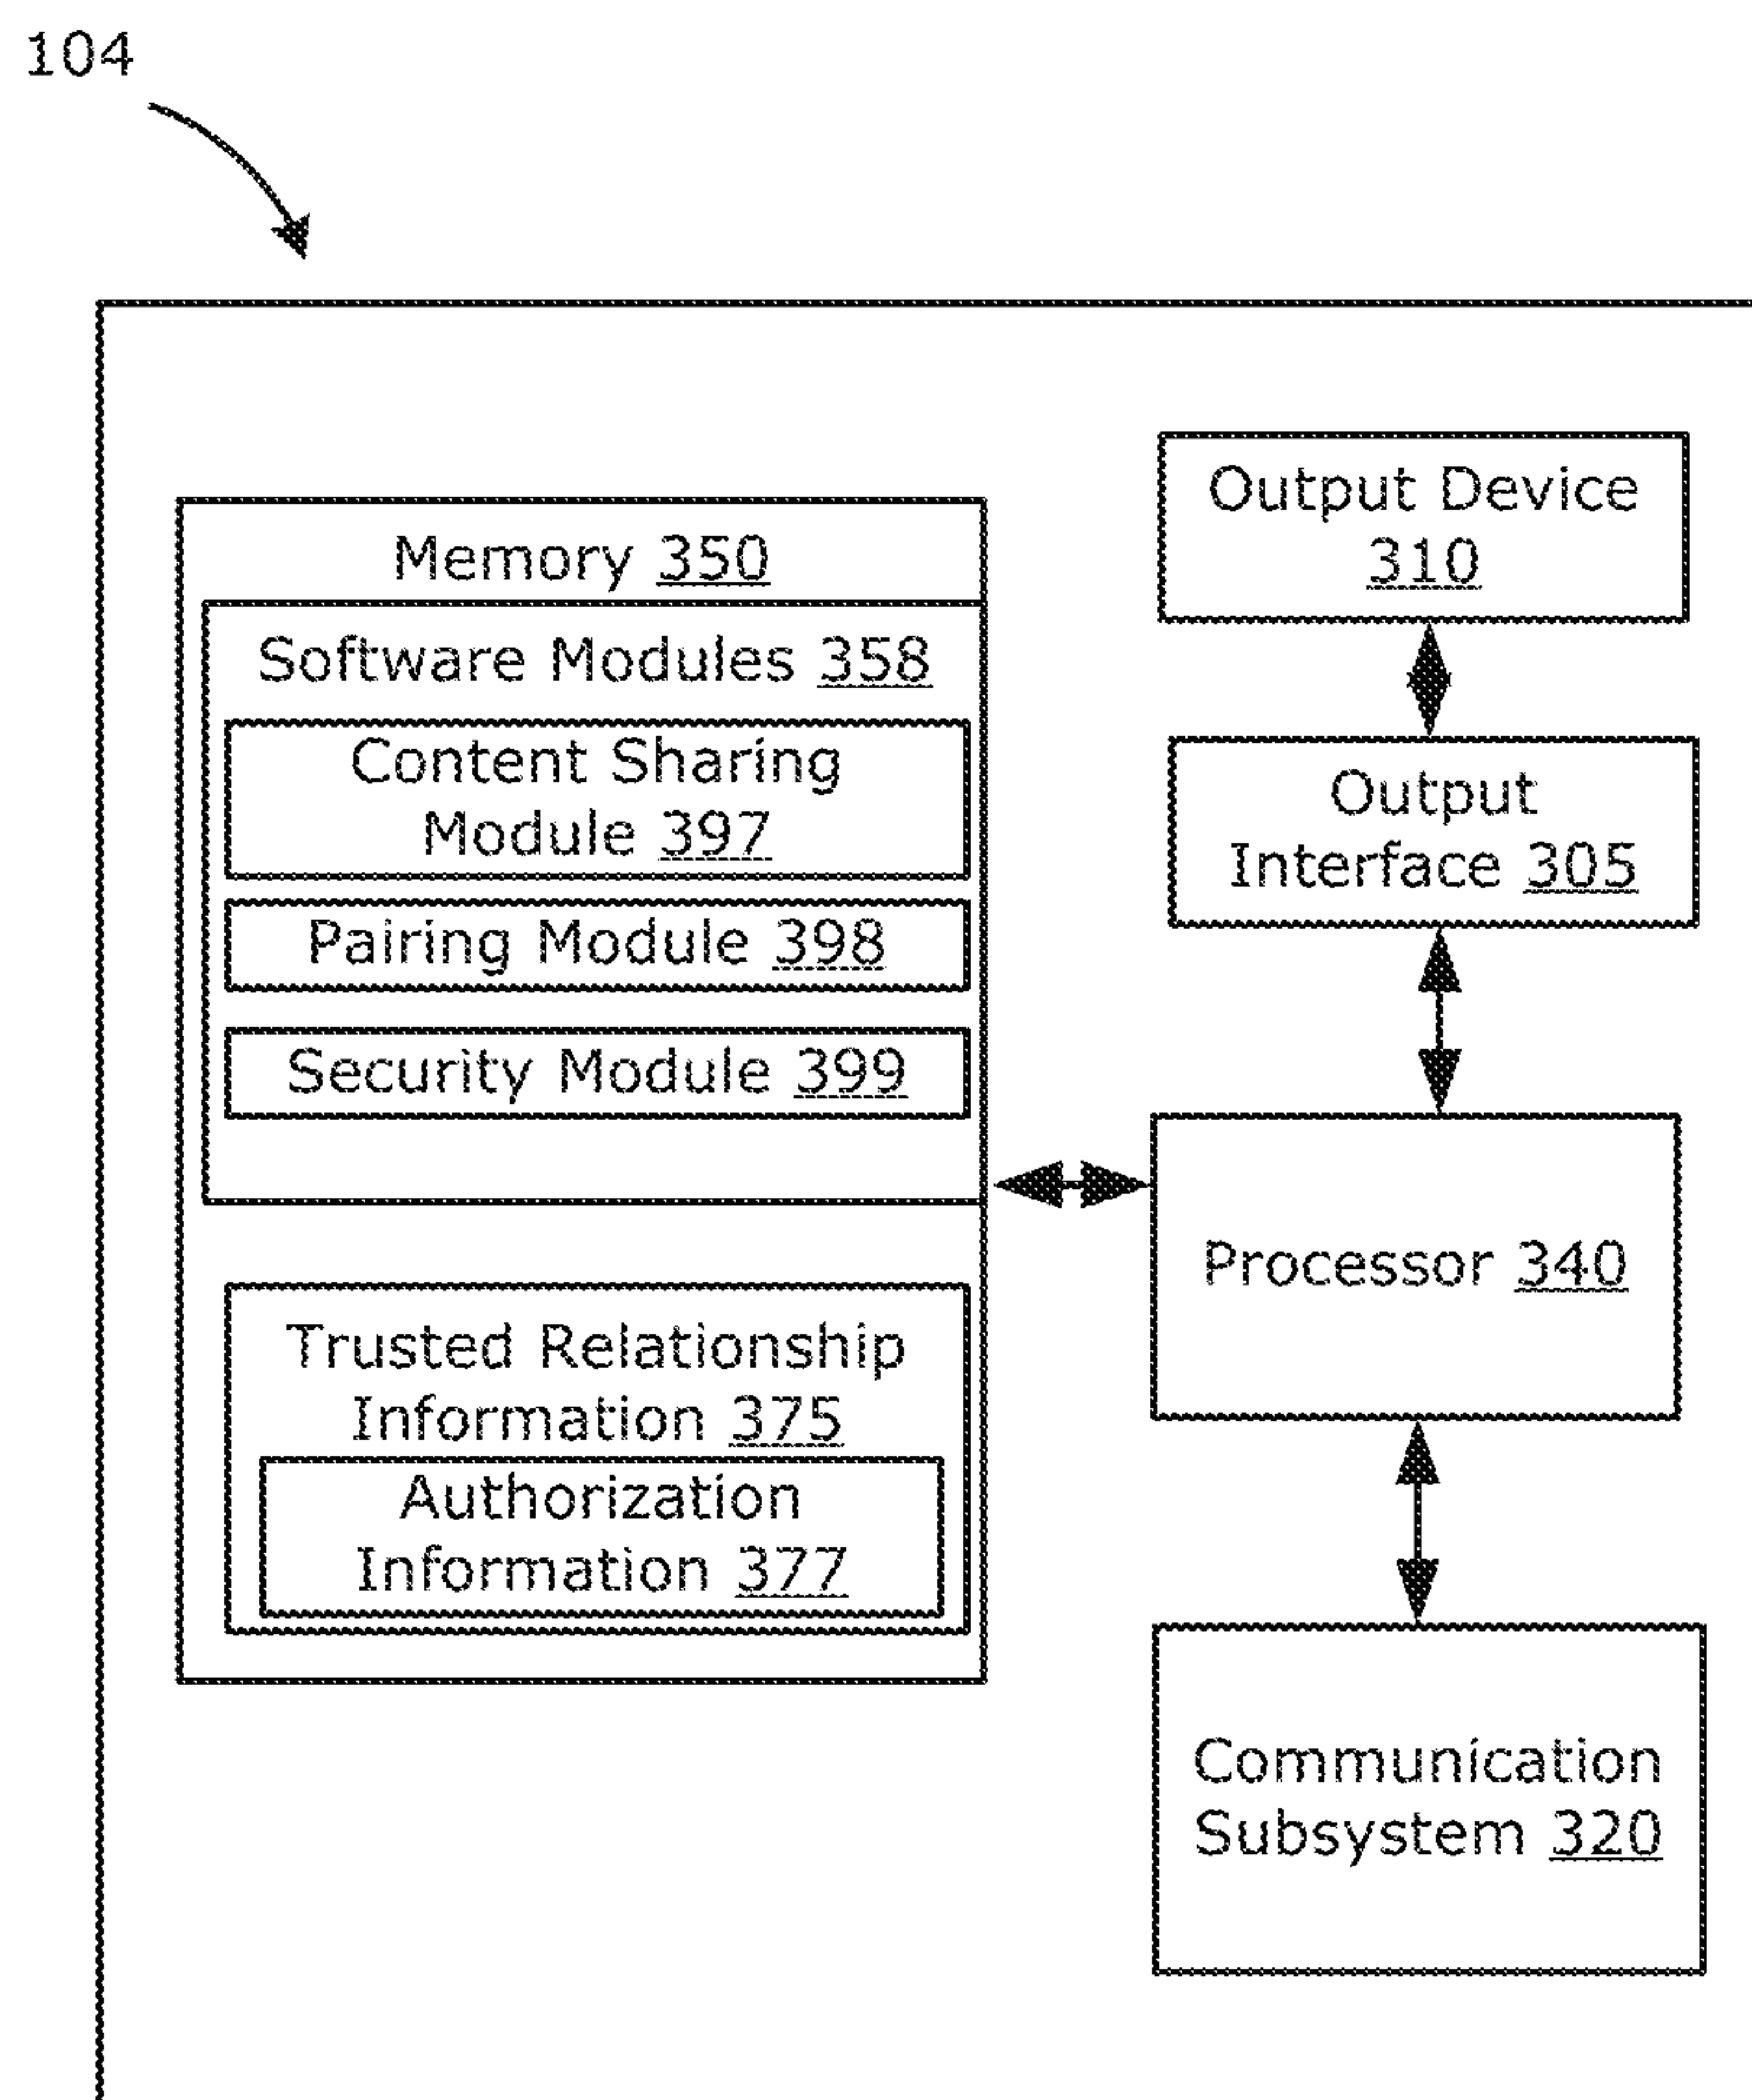 104
Memory 350
Software Modules 358
Content Sharing
Module 397
Pairing Module 398
Security Module 399
Trusted Relationship
Information 375
Authorization
Information 377
Output Device
310
Output
Interface 305
Processor 340
Communication
Subsystem 320